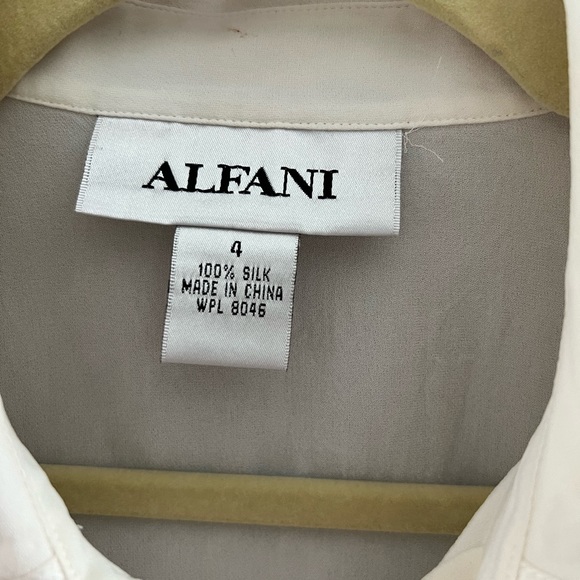 ALFANI
4
100% SILK
MADE IN CHINA
WPL 8046